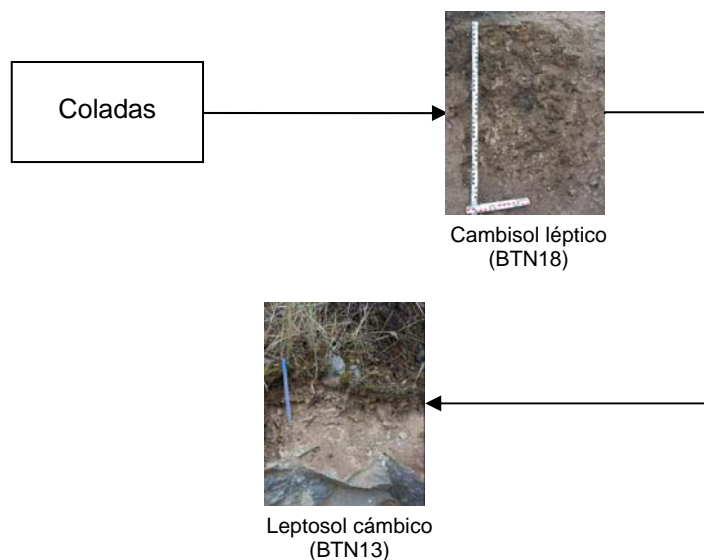 Coladas
Cambisol léptico
(BTN18)
Leptosol cámbico
(BTN13)